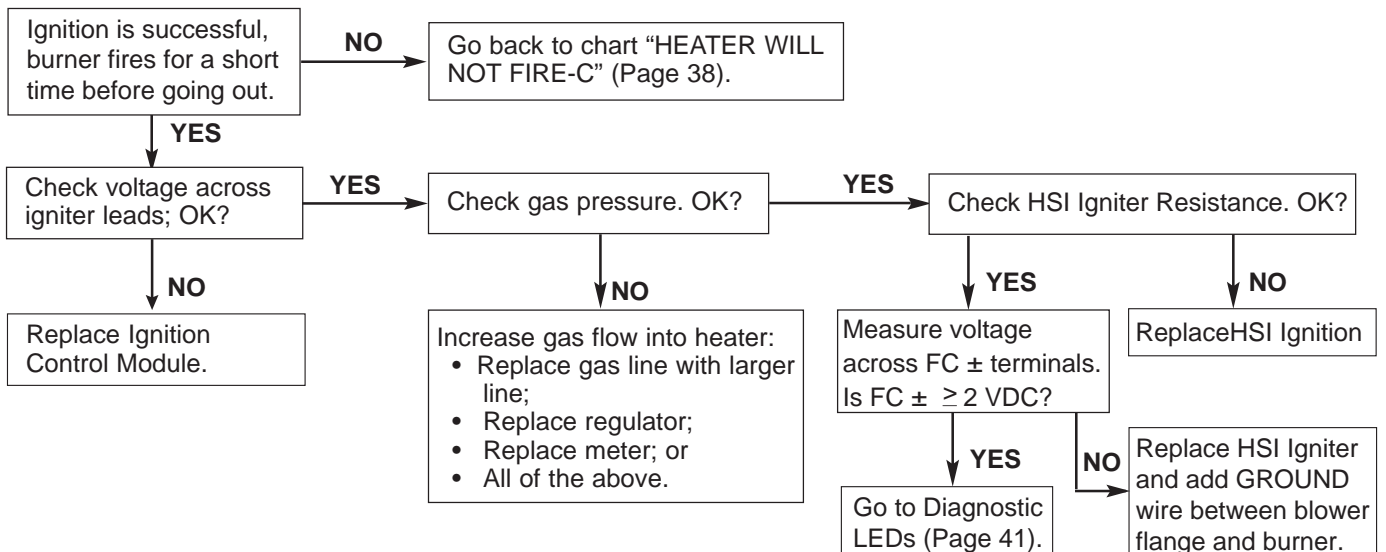 Ignition is successful,
burner fires for a short
time before going out.
NO
Go back to chart “HEATER WILL
NOT FIRE-C” (Page 38).
YES
Check voltage across
igniter leads; OK?
YES
Check gas pressure. OK?
YES
Check HSI Igniter Resistance. OK?
NO
Replace Ignition
Control Module.
NO
Increase gas flow into heater:
• Replace gas line with larger
line;
• Replace regulator;
• Replace meter; or
• All of the above.
YES
Measure voltage
across FC ± terminals.
Is FC ± ≥ 2 VDC?
NO
ReplaceHSI Ignition
YES
Go to Diagnostic
LEDs (Page 41).
NO
Replace HSI Igniter
and add GROUND
wire between blower
flange and burner.